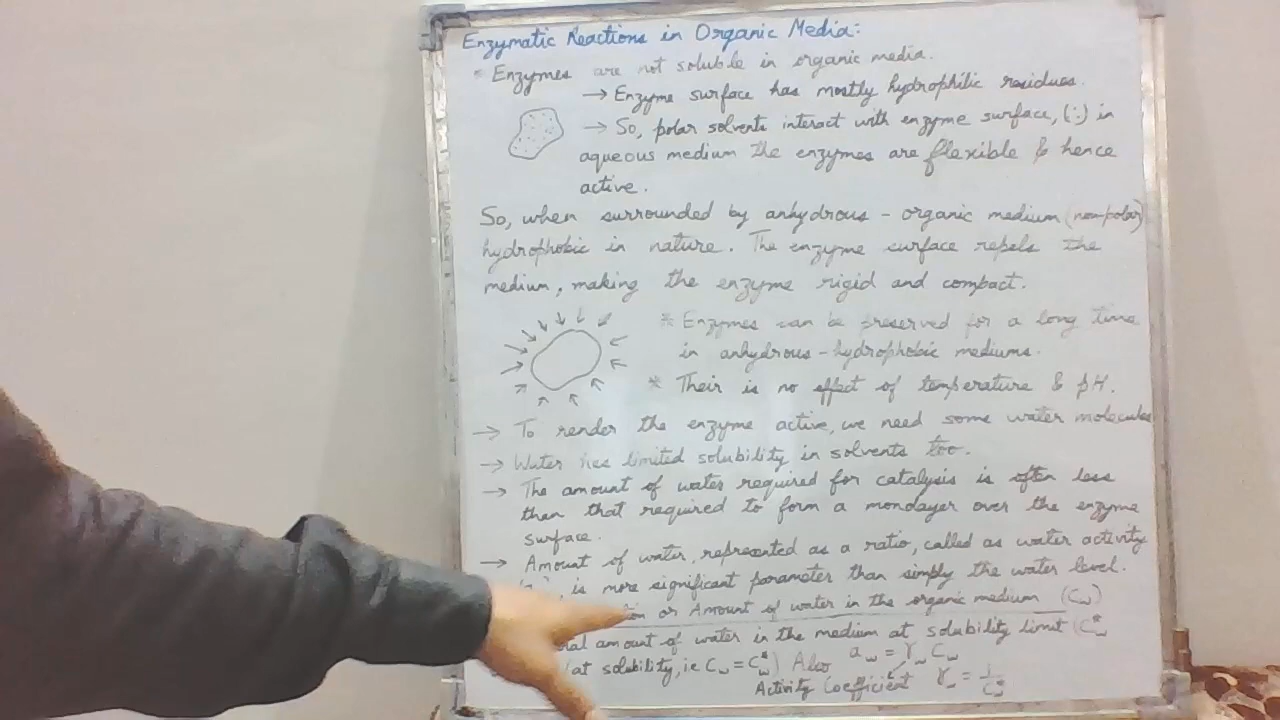 Enzymatic Reactions in Organic Media:
* Enzymes are not soluble in organic media.
→ Enzyme surface has mostly hydrophilic residues.
→ So, polar solvents interact with enzyme surface, (∵) in
aqueous medium the enzymes are flexible & hence
active.
So, when surrounded by anhydrous - organic medium (non-polar)
hydrophobic in nature. The enzyme surface repels the
medium, making the enzyme rigid and compact.
* Enzymes can be preserved for a long time
in anhydrous - hydrophobic mediums.
* Their is no effect of temperature & pH.
→ To render the enzyme active, we need some water molecules
→ Water has limited solubility in solvents too.
→ The amount of water required for catalysis is often less
than that required to form a monolayer over the enzyme
surface.
→ Amount of water, represented as a ratio, called as water activity
, is more significant parameter than simply the water level.
or Amount of water in the organic medium (Cw)
amount of water in the medium at solubility limit (C*w
(at solubility, i.e Cw = C*w) Also aw = γw Cw
Activity Coefficient γw = 1/C*w